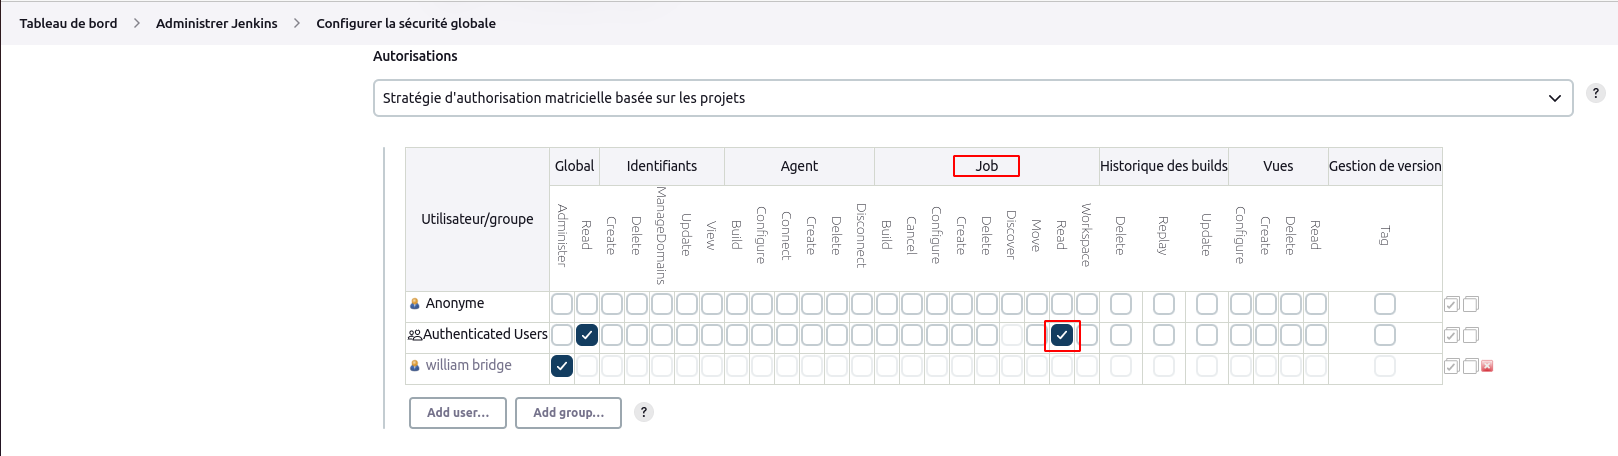 Tableau de bord > Administrer Jenkins > Configurer la sécurité globale
Autorisations
Stratégie d'authorisation matricielle basée sur les projets
?
Utilisateur/groupe Global Identifiants Agent Job Historique des builds Vues Gestion de version
Administer Read Create Delete ManageDomains Update View Build Configure Connect Create Delete Disconnect Build Cancel Configure Create Delete Discover Move Read Workspace Delete Replay Update Configure Create Delete Read Tag
Anonyme
Authenticated Users
william bridge
Add user... Add group... ?